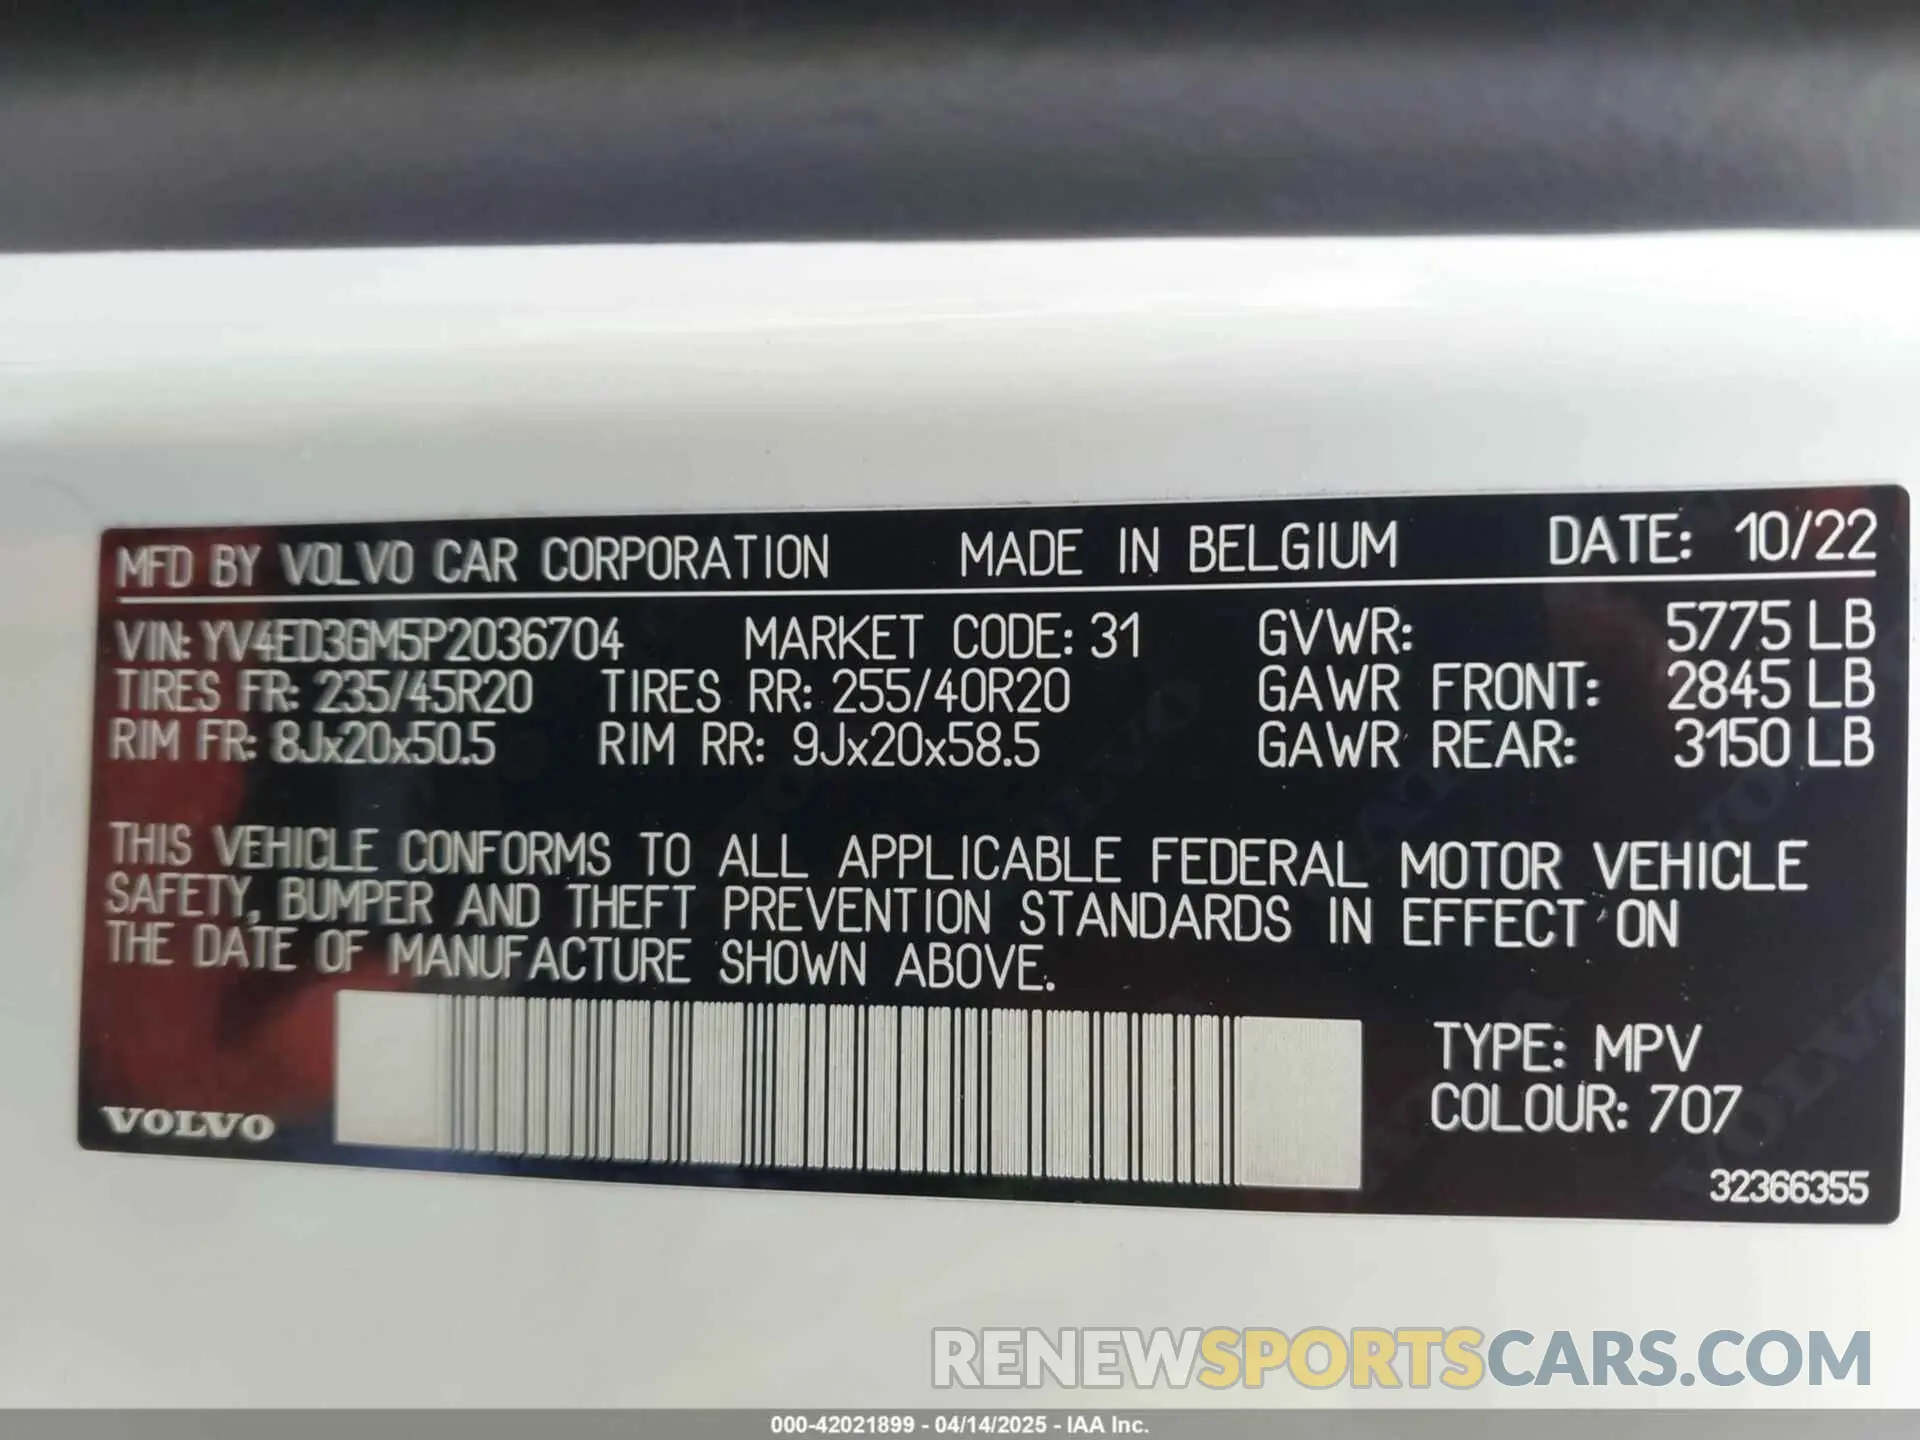 MFD BY VOLVO CAR CORPORATION MADE IN BELGIUM DATE: 10/22
VIN: YV4ED3GM5P2036704 MARKET CODE: 31 GVWR: 5775 LB
TIRES FR: 235/45R20 TIRES RR: 255/40R20 GAWR FRONT: 2845 LB
RIM FR: 8Jx20x50.5 RIM RR: 9Jx20x58.5 GAWR REAR: 3150 LB
THIS VEHICLE CONFORMS TO ALL APPLICABLE FEDERAL MOTOR VEHICLE
SAFETY, BUMPER AND THEFT PREVENTION STANDARDS IN EFFECT ON
THE DATE OF MANUFACTURE SHOWN ABOVE.
TYPE: MPV
COLOUR: 707
VOLVO
32366355
RENEWSPORTSCARS.COM
000-42021899 - 04/14/2025 - IAA Inc.